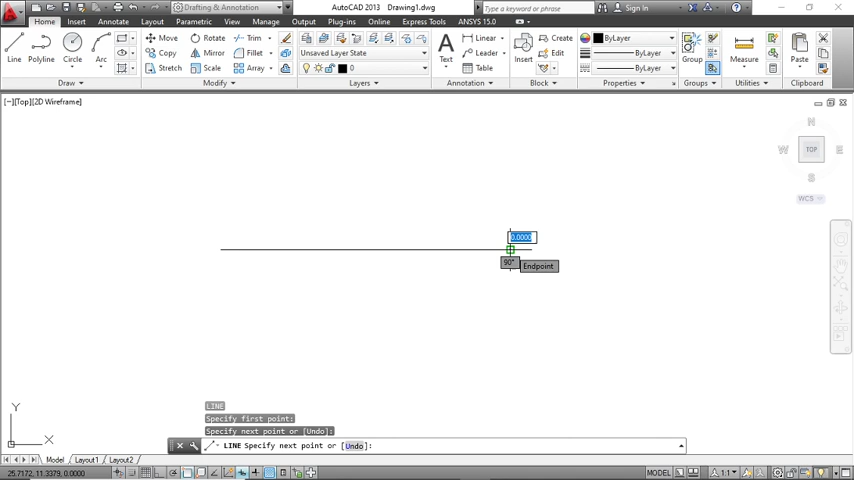 Drafting & Annotation
AutoCAD 2013 Drawing1.dwg
Type a keyword or phrase
Sign In
Home Insert Annotate Layout Parametric View Manage Output Plug-ins Online Express Tools ANSYS 15.0
Line Polyline Circle Arc
Move Rotate Trim
Copy Mirror Fillet
Stretch Scale Array
Unsaved Layer State
0
Text
Linear
Leader
Table
Insert
Create
Edit
ByLayer
ByLayer
ByLayer
Group
Measure
Paste
Draw Modify Layers Annotation Block Properties Groups Utilities Clipboard
[−][Top][2D Wireframe]
N
W TOP E
S
WCS
0.0000
90° Endpoint
LINE
Specify first point:
Specify next point or [Undo]:
Y
X
LINE Specify next point or [Undo]:
Model Layout1 Layout2
25.7172, 11.3379, 0.0000
MODEL
1:1